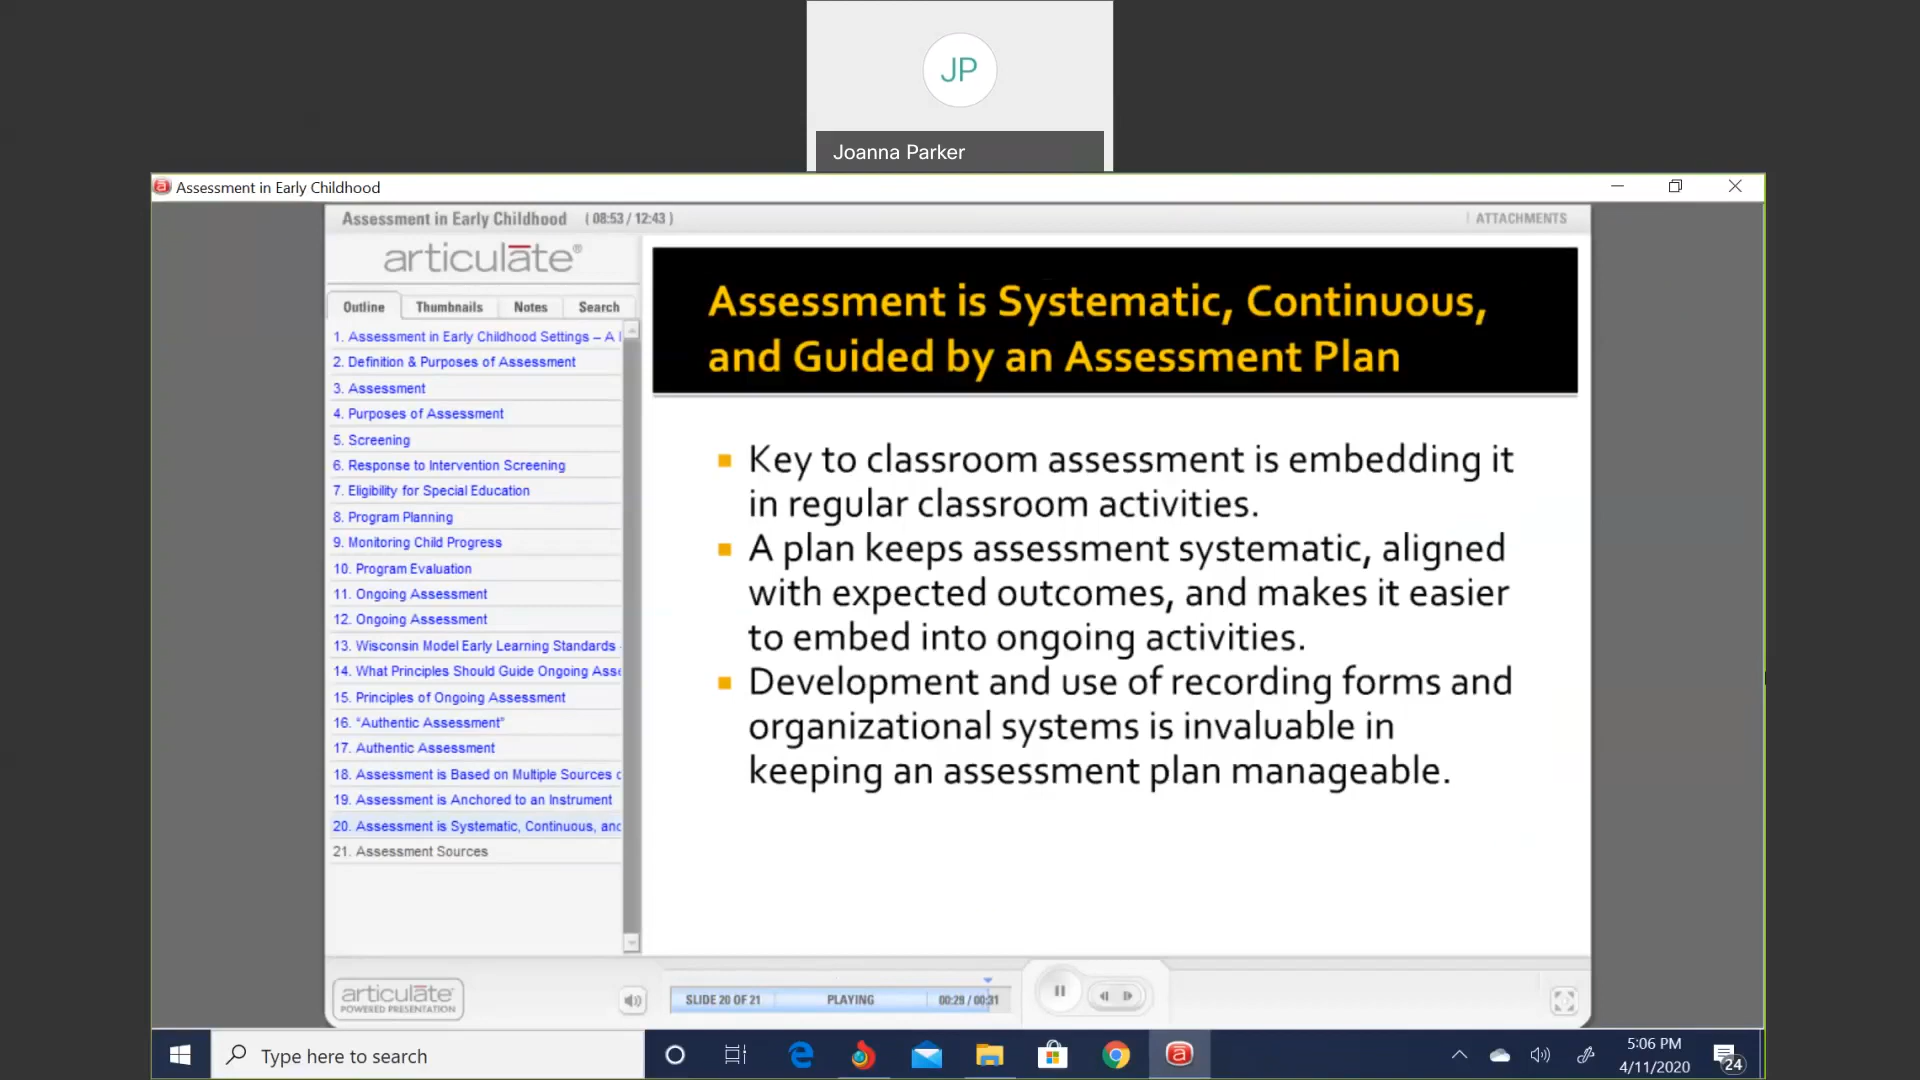 JP
Joanna Parker
Assessment in Early Childhood
Assessment in Early Childhood ( 08:53 / 12:43 )
ATTACHMENTS
articulate®
Outline Thumbnails Notes Search
1. Assessment in Early Childhood Settings – A
2. Definition & Purposes of Assessment
3. Assessment
4. Purposes of Assessment
5. Screening
6. Response to Intervention Screening
7. Eligibility for Special Education
8. Program Planning
9. Monitoring Child Progress
10. Program Evaluation
11. Ongoing Assessment
12. Ongoing Assessment
13. Wisconsin Model Early Learning Standards
14. What Principles Should Guide Ongoing Asse
15. Principles of Ongoing Assessment
16. “Authentic Assessment”
17. Authentic Assessment
18. Assessment is Based on Multiple Sources
19. Assessment is Anchored to an Instrument
20. Assessment is Systematic, Continuous, and
21. Assessment Sources
Assessment is Systematic, Continuous,
and Guided by an Assessment Plan
Key to classroom assessment is embedding it
in regular classroom activities.
A plan keeps assessment systematic, aligned
with expected outcomes, and makes it easier
to embed into ongoing activities.
Development and use of recording forms and
organizational systems is invaluable in
keeping an assessment plan manageable.
articulate®
POWERED PRESENTATION
SLIDE 20 OF 21 PLAYING 00:29 / 00:31
Type here to search
5:06 PM
4/11/2020
24